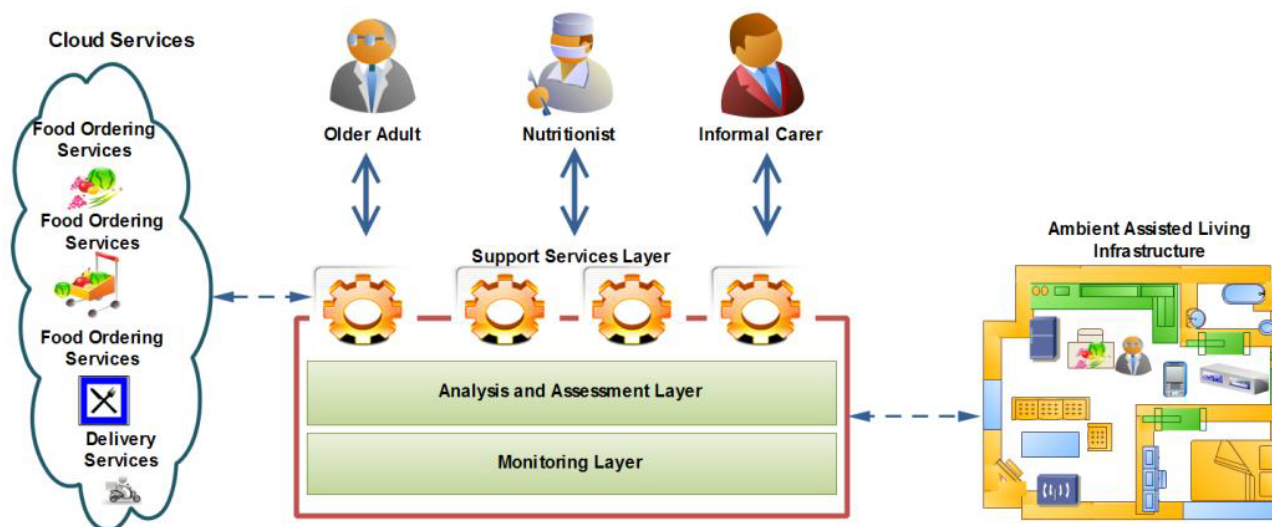 Cloud Services
Food Ordering
Services
Food Ordering
Services
Food Ordering
Services
Delivery
Services
Older Adult
Nutritionist
Informal Carer
Support Services Layer
Analysis and Assessment Layer
Monitoring Layer
Ambient Assisted Living
Infrastructure